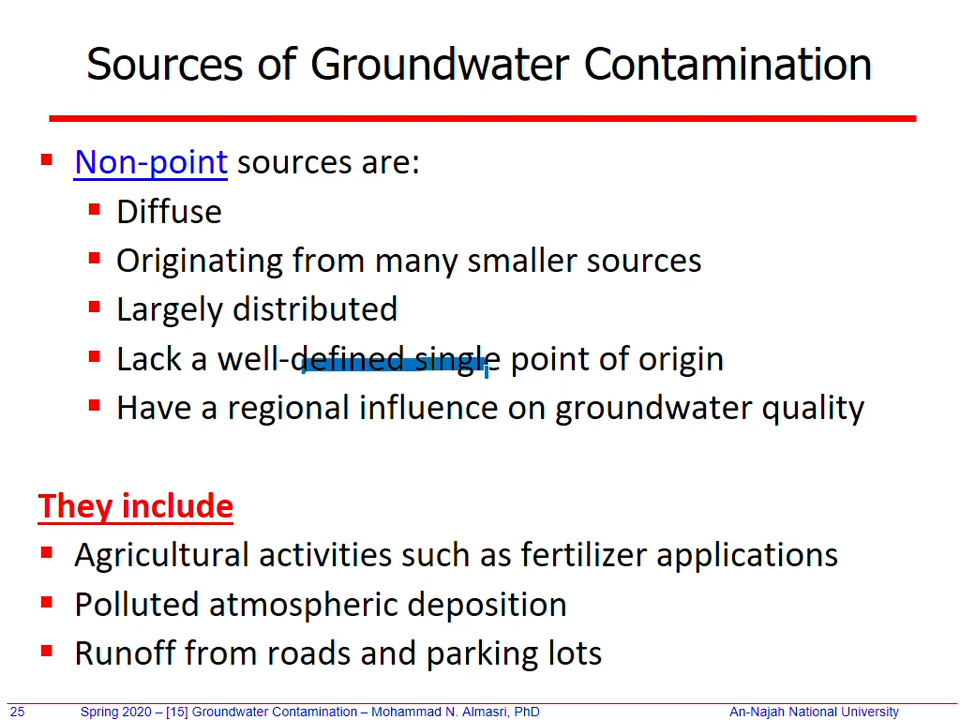 Sources of Groundwater Contamination
Non-point sources are:
Diffuse
Originating from many smaller sources
Largely distributed
Lack a well-defined single point of origin
Have a regional influence on groundwater quality
They include
Agricultural activities such as fertilizer applications
Polluted atmospheric deposition
Runoff from roads and parking lots
25 Spring 2020 – [15] Groundwater Contamination – Mohammad N. Almasri, PhD An-Najah National University